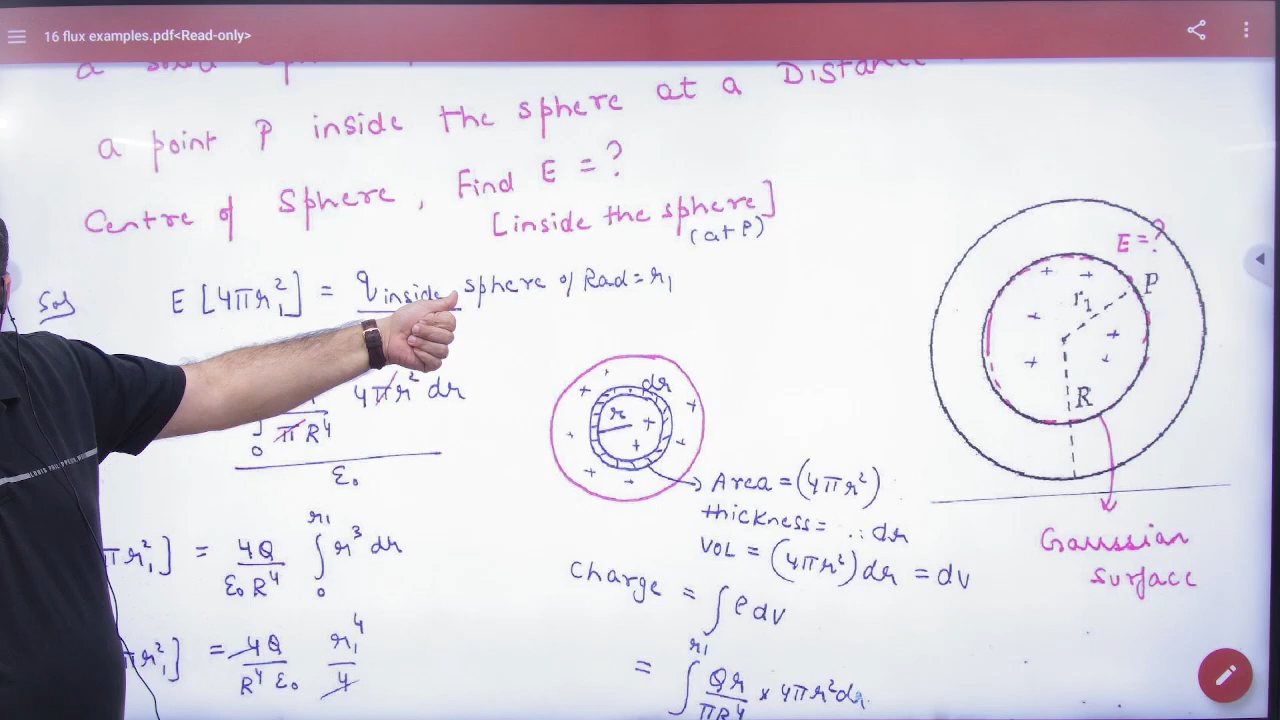 16 flux examples.pdf<Read-only>
a point P inside the sphere at a Distance
Centre of Sphere, Find E = ?
[inside the sphere]
(at P)
Sol
E [4πr₁²] = q inside sphere of Rad = r₁
πR⁴ 4πr² dr
0
ε₀
πr₁²] = 4Q/ε₀R⁴ ∫₀^r₁ r³ dr
πr₁²] = 4Q/R⁴ε₀ r₁⁴/4
dr
r
Area = (4πr²)
thickness = ..dr
VOL = (4πr²)dr = dv
Charge = ∫ρdv
= ∫^r₁ Qr/πR⁴ × 4πr²dr
E = ?
P
r₁
R
Gaussian
surface